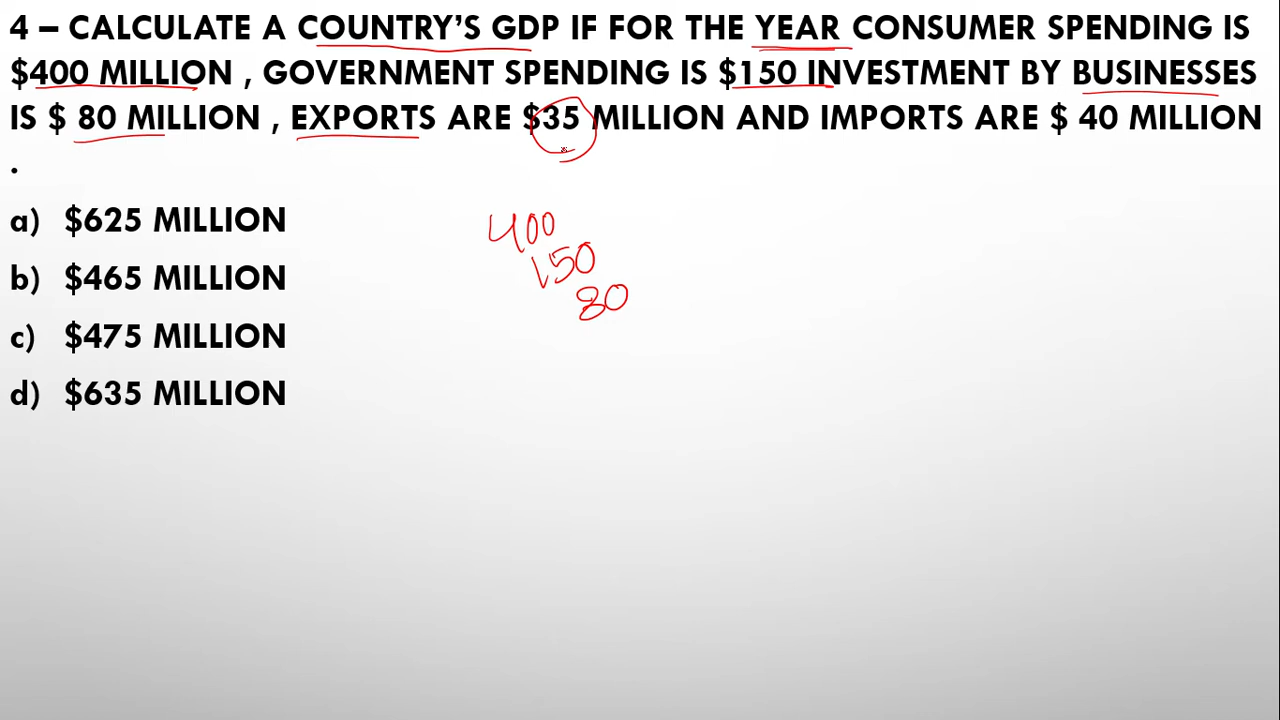 4 – CALCULATE A COUNTRY’S GDP IF FOR THE YEAR CONSUMER SPENDING IS
$400 MILLION , GOVERNMENT SPENDING IS $150 INVESTMENT BY BUSINESSES
IS $ 80 MILLION , EXPORTS ARE $35 MILLION AND IMPORTS ARE $ 40 MILLION
.
a) $625 MILLION
b) $465 MILLION
c) $475 MILLION
d) $635 MILLION
400
150
80